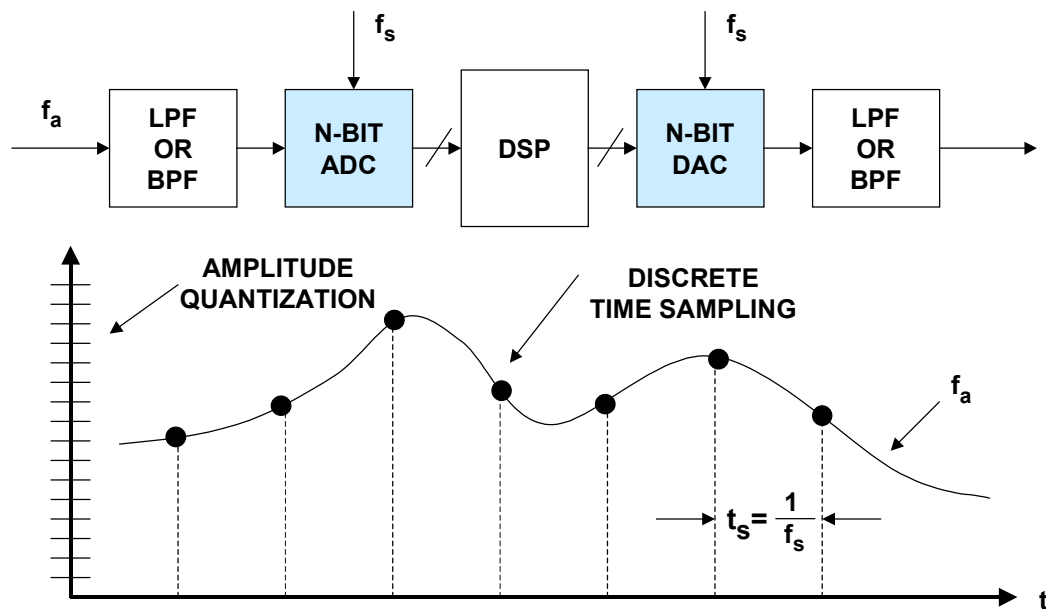 fs
fs
fa
LPF
OR
BPF
N-BIT
ADC
DSP
N-BIT
DAC
LPF
OR
BPF
AMPLITUDE
QUANTIZATION
DISCRETE
TIME SAMPLING
fa
ts= 1
fs
t